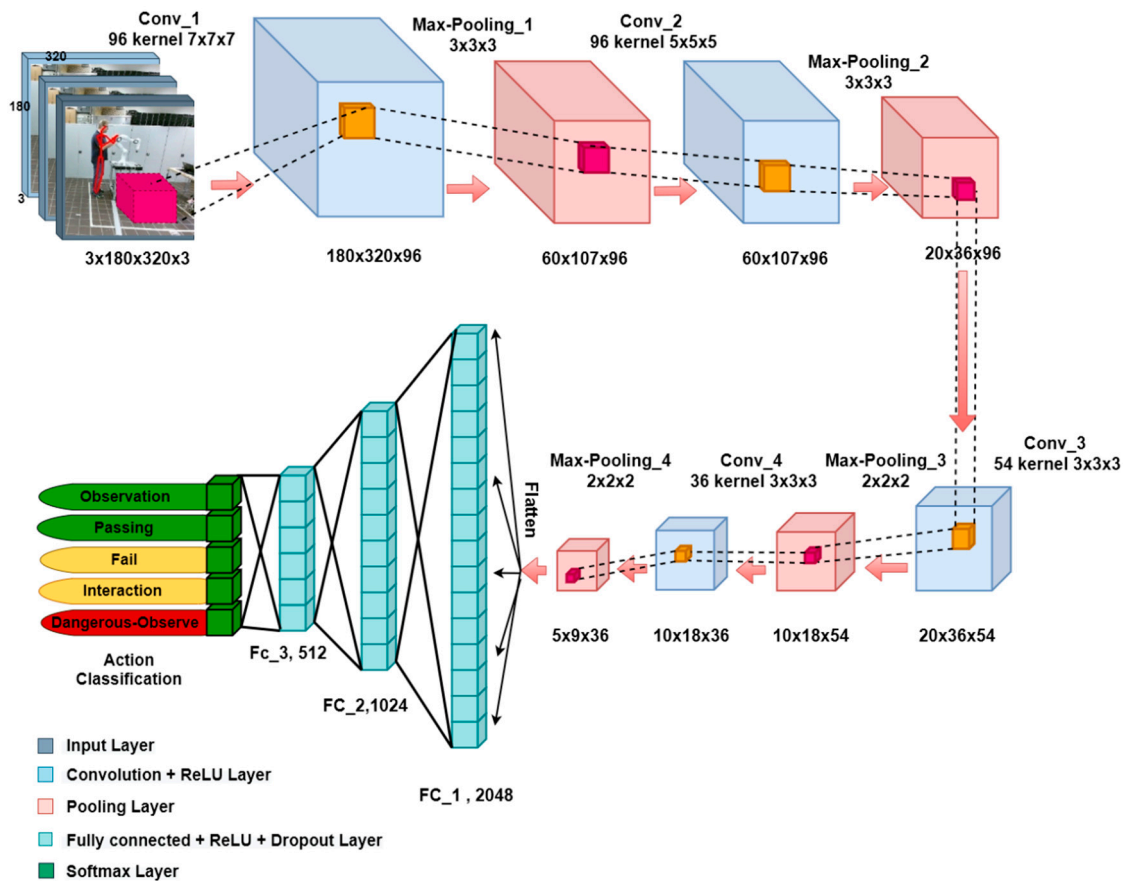 Conv_1
96 kernel 7x7x7
Max-Pooling_1
3x3x3
Conv_2
96 kernel 5x5x5
Max-Pooling_2
3x3x3
320
180
3
3x180x320x3
180x320x96
60x107x96
60x107x96
20x36x96
Conv_3
54 kernel 3x3x3
Max-Pooling_3
2x2x2
Conv_4
36 kernel 3x3x3
Max-Pooling_4
2x2x2
Flatten
20x36x54
10x18x54
10x18x36
5x9x36
Observation
Passing
Fail
Interaction
Dangerous-Observe
Action
Classification
Fc_3, 512
FC_2,1024
FC_1 , 2048
Input Layer
Convolution + ReLU Layer
Pooling Layer
Fully connected + ReLU + Dropout Layer
Softmax Layer